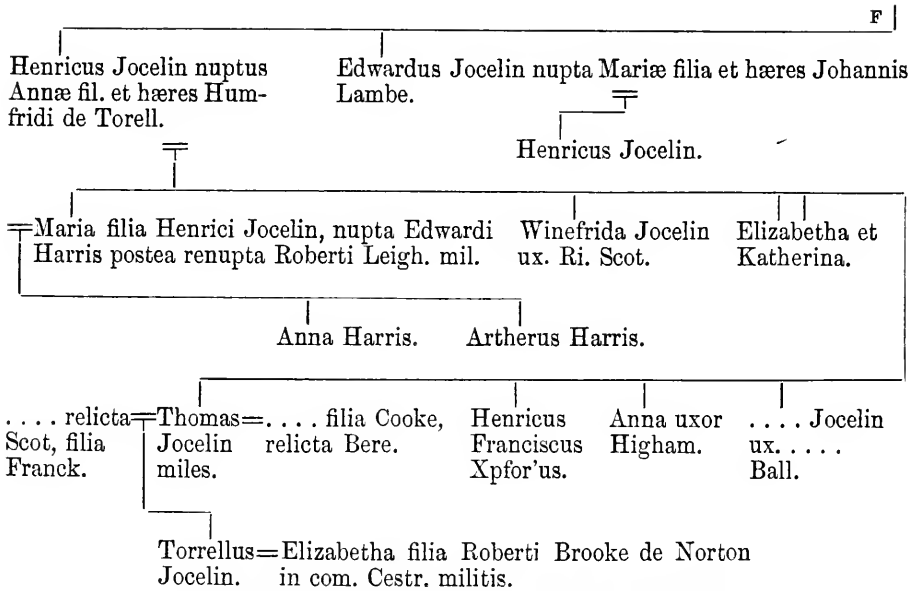 F
Henricus Jocelin nuptus
Annæ fil. et hæres Hum-
fridi de Torell.
Edwardus Jocelin nupta Mariæ filia et hæres Johannis
Lambe.
Henricus Jocelin.
Maria filia Henrici Jocelin, nupta Edwardi
Harris postea renupta Roberti Leigh. mil.
Winefrida Jocelin
ux. Ri. Scot.
Elizabetha et
Katherina.
Anna Harris.
Artherus Harris.
. . . . relicta
Scot, filia
Franck.
Thomas
Jocelin
miles.
. . . . filia Cooke,
relicta Bere.
Henricus
Franciscus
Xpfor'us.
Anna uxor
Higham.
. . . . Jocelin
ux. . . . .
Ball.
Torrellus
Jocelin.
Elizabetha filia Roberti Brooke de Norton
in com. Cestr. militis.